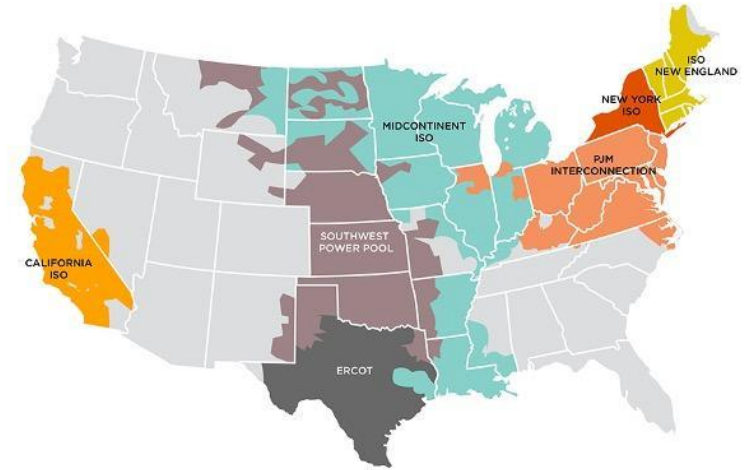 ISO
NEW ENGLAND
NEW YORK
ISO
MIDCONTINENT
ISO
PJM
INTERCONNECTION
SOUTHWEST
POWER POOL
CALIFORNIA
ISO
ERCOT